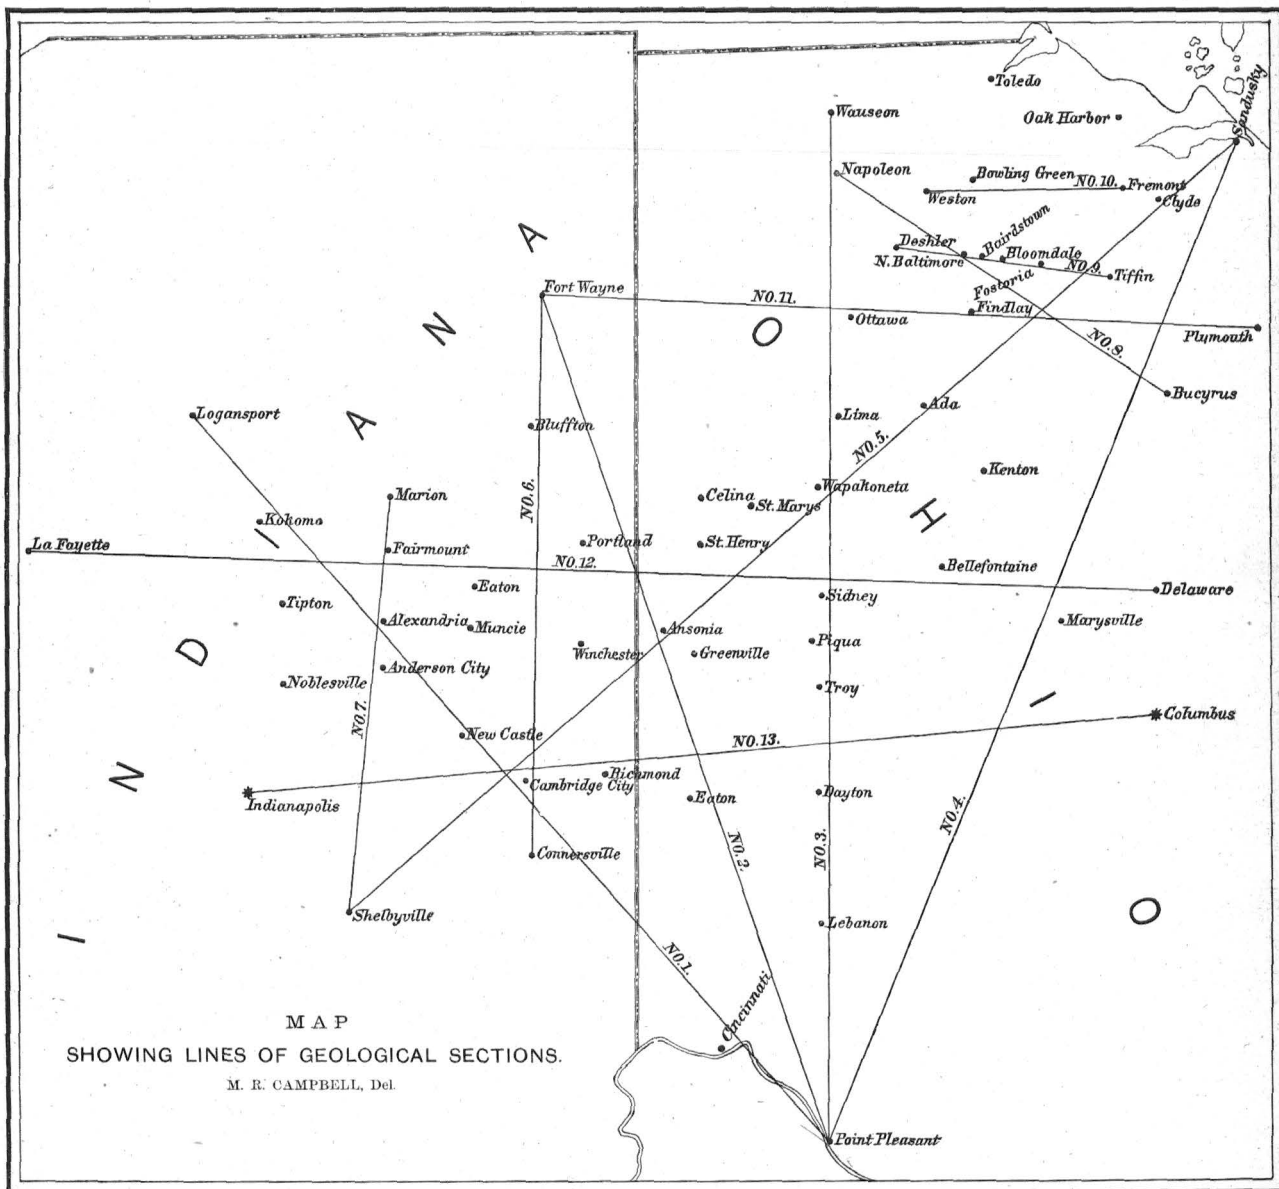 Toledo
Wauseon
Oak Harbor
Sandusky
Napoleon
Bowling Green
NO.10.
Fremont
Weston
Clyde
Deshler
Bairdstown
N. Baltimore
Bloomdale
NO.9.
Tiffin
Fostoria
Fort Wayne
NO.11.
Findlay
Ottawa
Plymouth
NO.8.
Bucyrus
Logansport
Bluffton
Lima
Ada
NO.5.
Marion
NO.6.
Celina
St. Marys
Wapakoneta
Kenton
Kokomo
La Fayette
Fairmount
Portland
St. Henry
NO.12.
Bellefontaine
Eaton
Sidney
Delaware
Tipton
Alexandria
Muncie
Ansonia
Piqua
Marysville
Winchester
Greenville
Anderson City
Noblesville
Troy
NO.7.
New Castle
NO.13.
Columbus
Indianapolis
Cambridge City
Richmond
Eaton
Dayton
NO.4.
Connersville
NO.2.
NO.3.
Shelbyville
Lebanon
NO.1.
Cincinnati
Point Pleasant
INDIANA
OHIO
MAP
SHOWING LINES OF GEOLOGICAL SECTIONS.
M. R. CAMPBELL, Del.